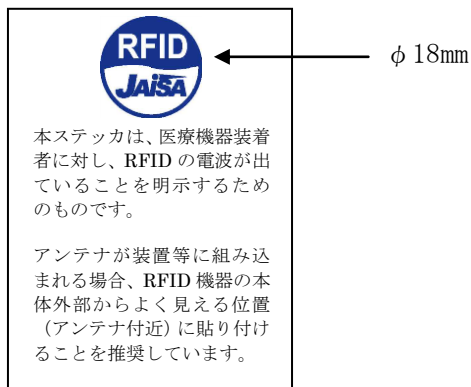 RFID
JAISA
φ18mm
本ステッカは、医療機器装着
者に対し、RFID の電波が出
ていることを明示するため
のものです。
アンテナが装置等に組み込
まれる場合、RFID 機器の本
体外部からよく見える位置
（アンテナ付近）に貼り付け
ることを推奨しています。